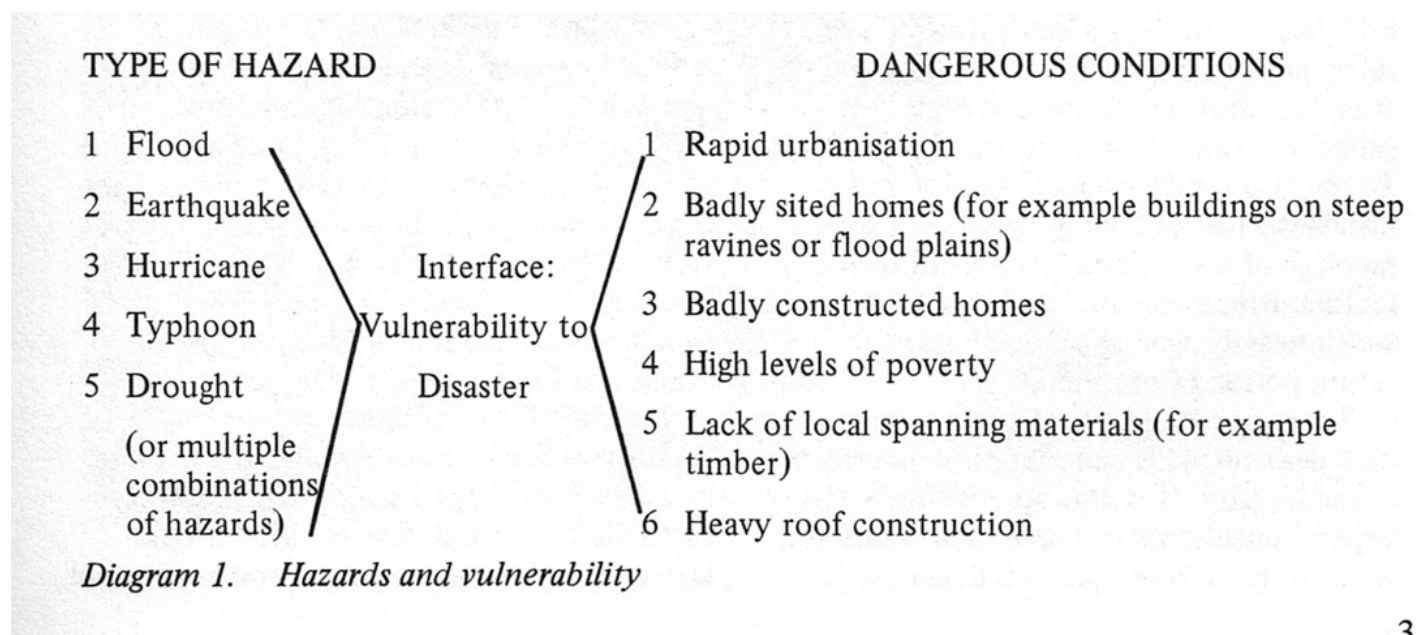 TYPE OF HAZARD
1 Flood
2 Earthquake
3 Hurricane
4 Typhoon
5 Drought
(or multiple
combinations
of hazards)
Interface:
Vulnerability to
Disaster
DANGEROUS CONDITIONS
1 Rapid urbanisation
2 Badly sited homes (for example buildings on steep
ravines or flood plains)
3 Badly constructed homes
4 High levels of poverty
5 Lack of local spanning materials (for example
timber)
6 Heavy roof construction
Diagram 1. Hazards and vulnerability
3